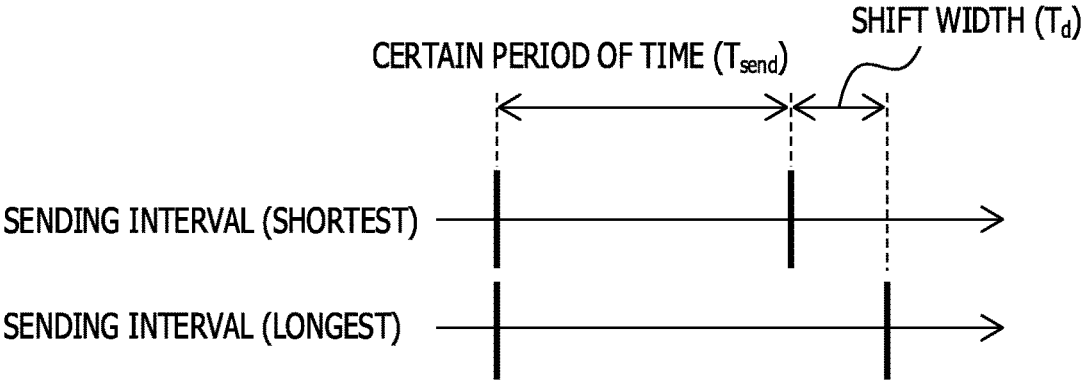 SHIFT WIDTH (Td)
CERTAIN PERIOD OF TIME (Tsend)
SENDING INTERVAL (SHORTEST)
SENDING INTERVAL (LONGEST)